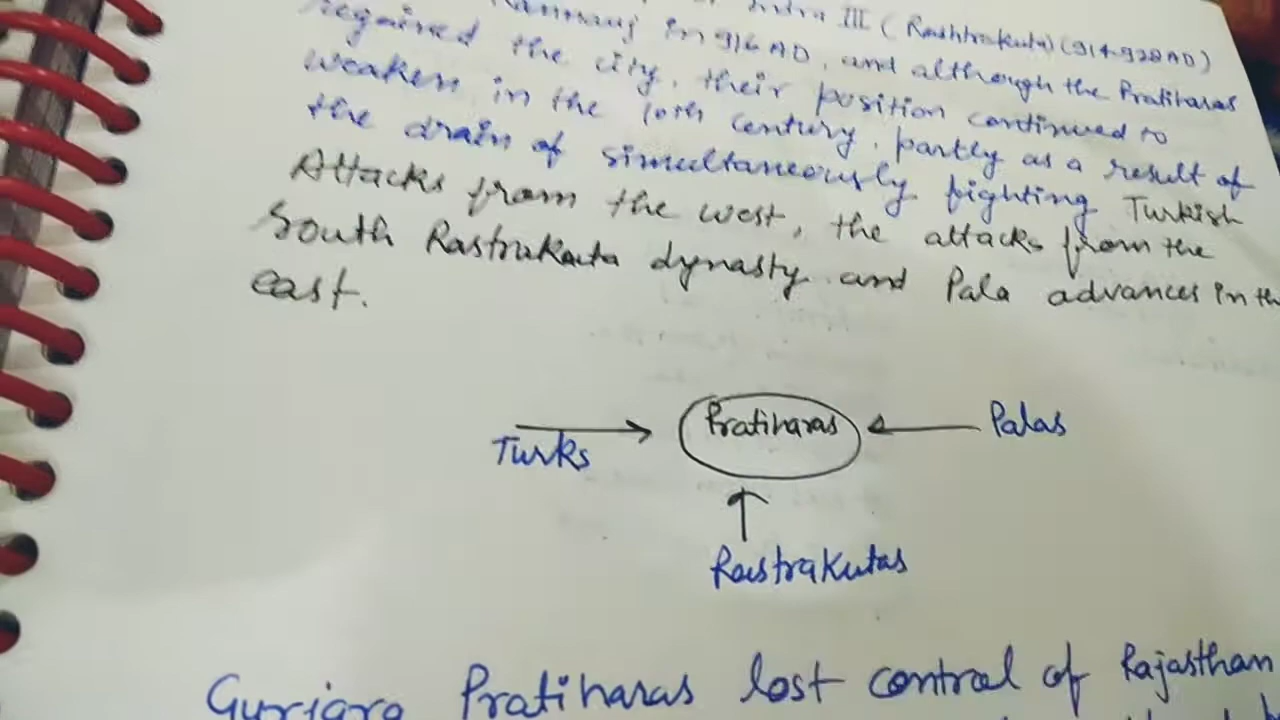 Indra III (Rashtrakuta) (914-928 AD)
Kannauj in 916 AD, and although the Pratiharas
regained the city, their position continued to
weaken in the 10th century, partly as a result of
the drain of simultaneously fighting Turkish
Attacks from the west, the attacks from the
South Rastrakuta dynasty and Pala advances in the
east.
Turks
Pratiharas
Palas
Rastrakutas
Gurjara Pratiharas lost control of Rajasthan